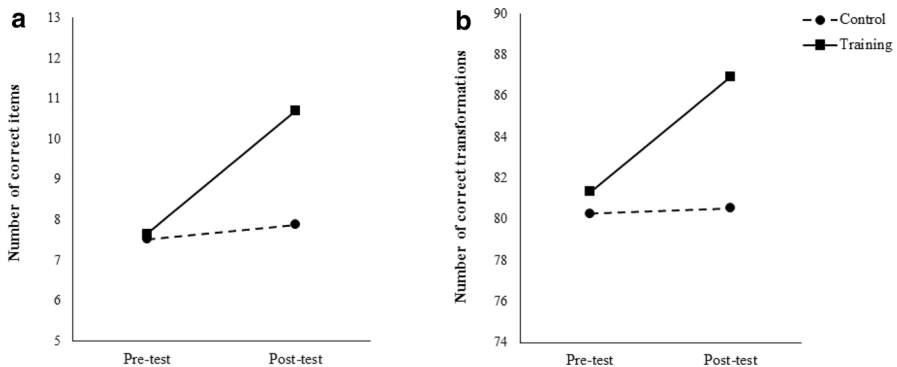 a
Number of correct items
13
12
11
10
9
8
7
6
5
Pre-test
Post-test
b
Number of correct transformations
90
88
86
84
82
80
78
76
74
Pre-test
Post-test
Control
Training